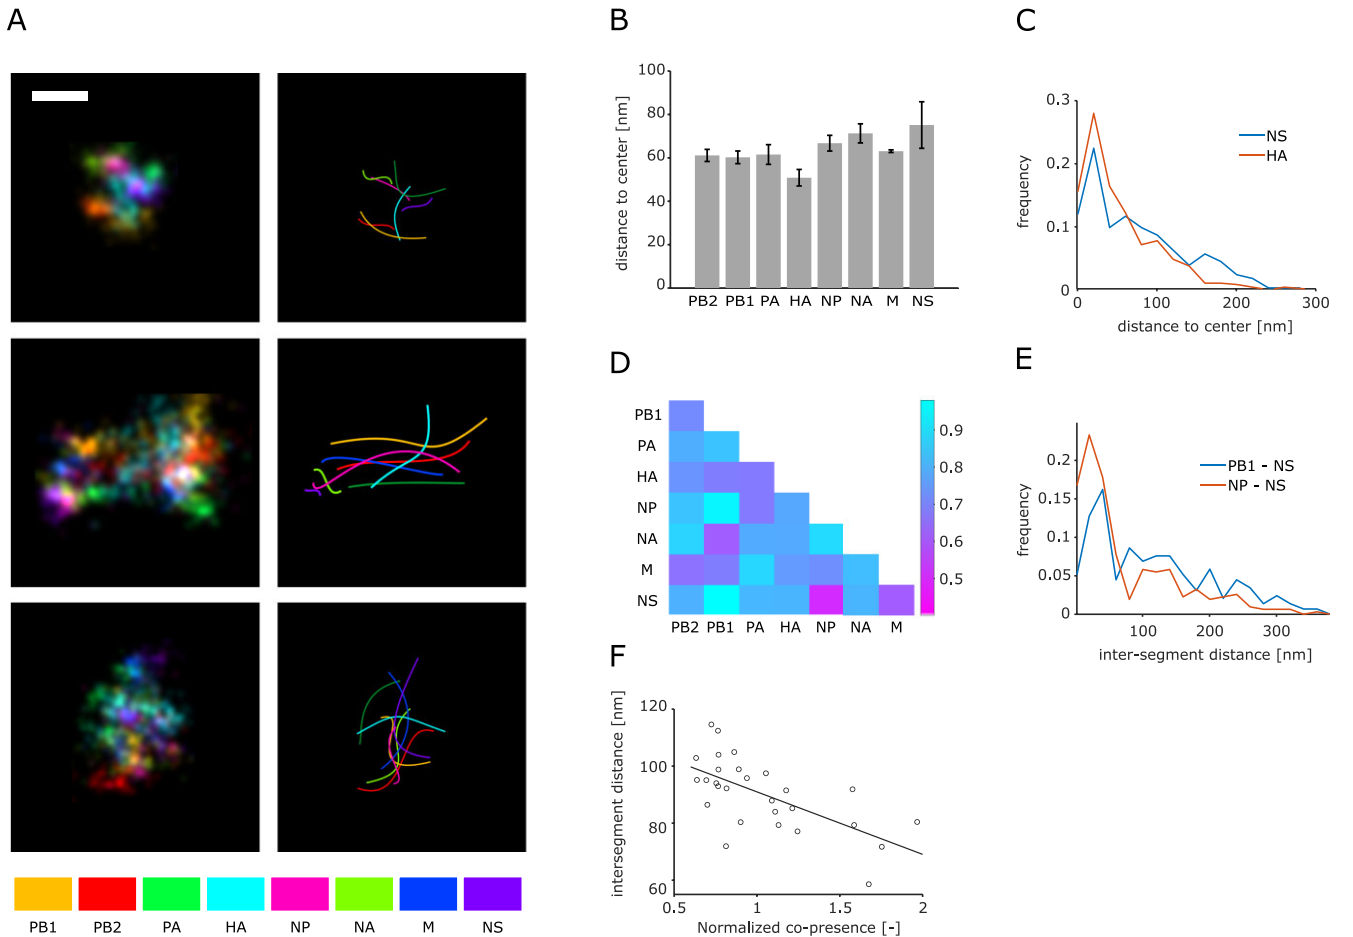 A
PB1 PB2 PA HA NP NA M NS
B
distance to center [nm]
100
80
60
40
20
0
PB2 PB1 PA HA NP NA M NS
C
frequency
0.3
0.2
0.1
0
NS
HA
0 100 200 300
distance to center [nm]
D
PB1
PA
HA
NP
NA
M
NS
PB2 PB1 PA HA NP NA M
0.9
0.8
0.7
0.6
0.5
E
frequency
0.2
0.15
0.1
0.05
0
PB1 - NS
NP - NS
100 200 300
inter-segment distance [nm]
F
intersegment distance [nm]
120
100
80
60
0.5 1 1.5 2
Normalized co-presence [-]